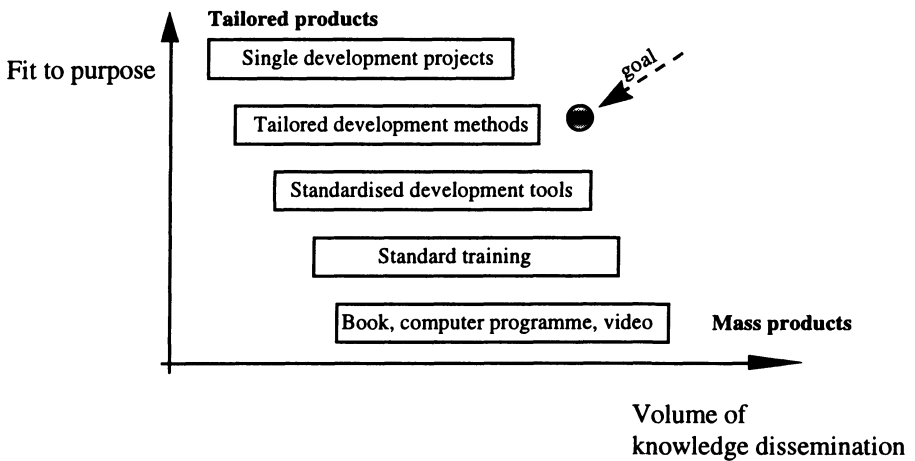 Tailored products
Fit to purpose
Single development projects
goal
Tailored development methods
Standardised development tools
Standard training
Book, computer programme, video
Mass products
Volume of
knowledge dissemination